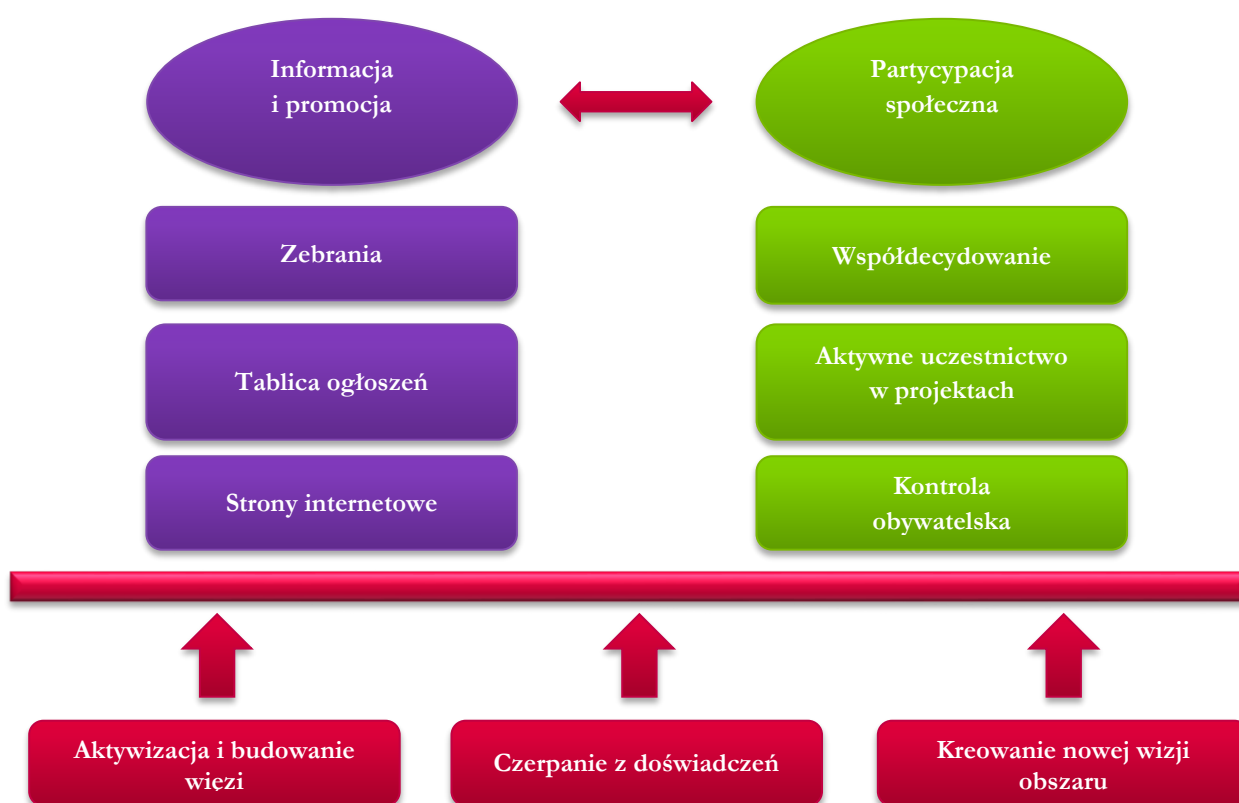 Informacja
i promocja
Partycypacja
społeczna
Zebrania
Współdecydowanie
Tablica ogłoszeń
Aktywne uczestnictwo
w projektach
Strony internetowe
Kontrola
obywatelska
Aktywizacja i budowanie
więzi
Czerpanie z doświadczeń
Kreowanie nowej wizji
obszaru